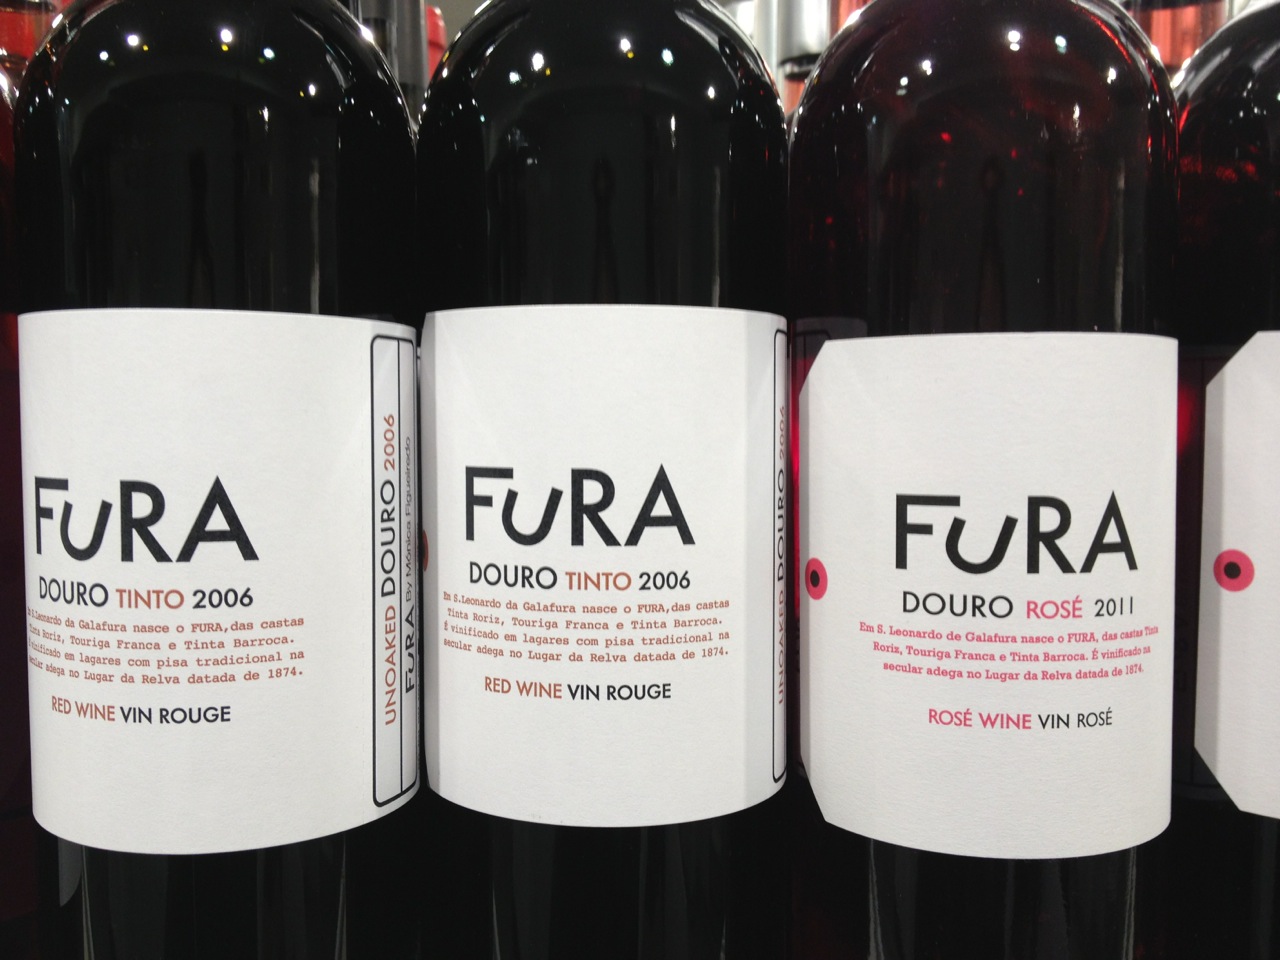 FURA
DOURO TINTO 2006
S.Leonardo da Galafura nasce o FURA,das castas
Tinta Roriz, Touriga Franca e Tinta Barroca.
vinificado em lagares com pisa tradicional na
secular adega no Lugar da Relva datada de 1874.
RED WINE VIN ROUGE
UNOAKED DOURO 2006
FURA By Mónica Figueiredo
FURA
DOURO TINTO 2006
Em S.Leonardo da Galafura nasce o FURA,das castas
Tinta Roriz, Touriga Franca e Tinta Barroca.
É vinificado em lagares com pisa tradicional na
secular adega no Lugar da Relva datada de 1874.
RED WINE VIN ROUGE
UNOAKED DOURO 2006
FURA
DOURO ROSÉ 2011
Em S. Leonardo de Galafura nasce o FURA, das castas Tinta
Roriz, Touriga Franca e Tinta Barroca. É vinificado na
secular adega no Lugar da Relva datada de 1874.
ROSÉ WINE VIN ROSÉ